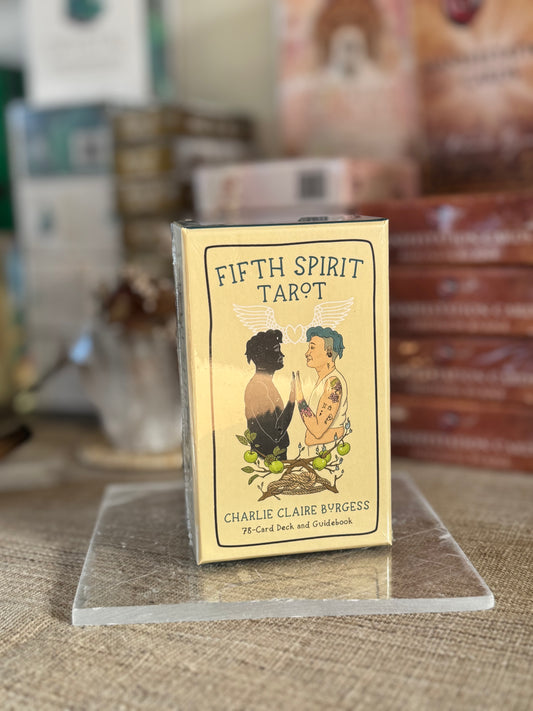 FIFTH SPIRIT
TAROT
CHARLIE CLAIRE BURGESS
78-Card Deck and Guidebook